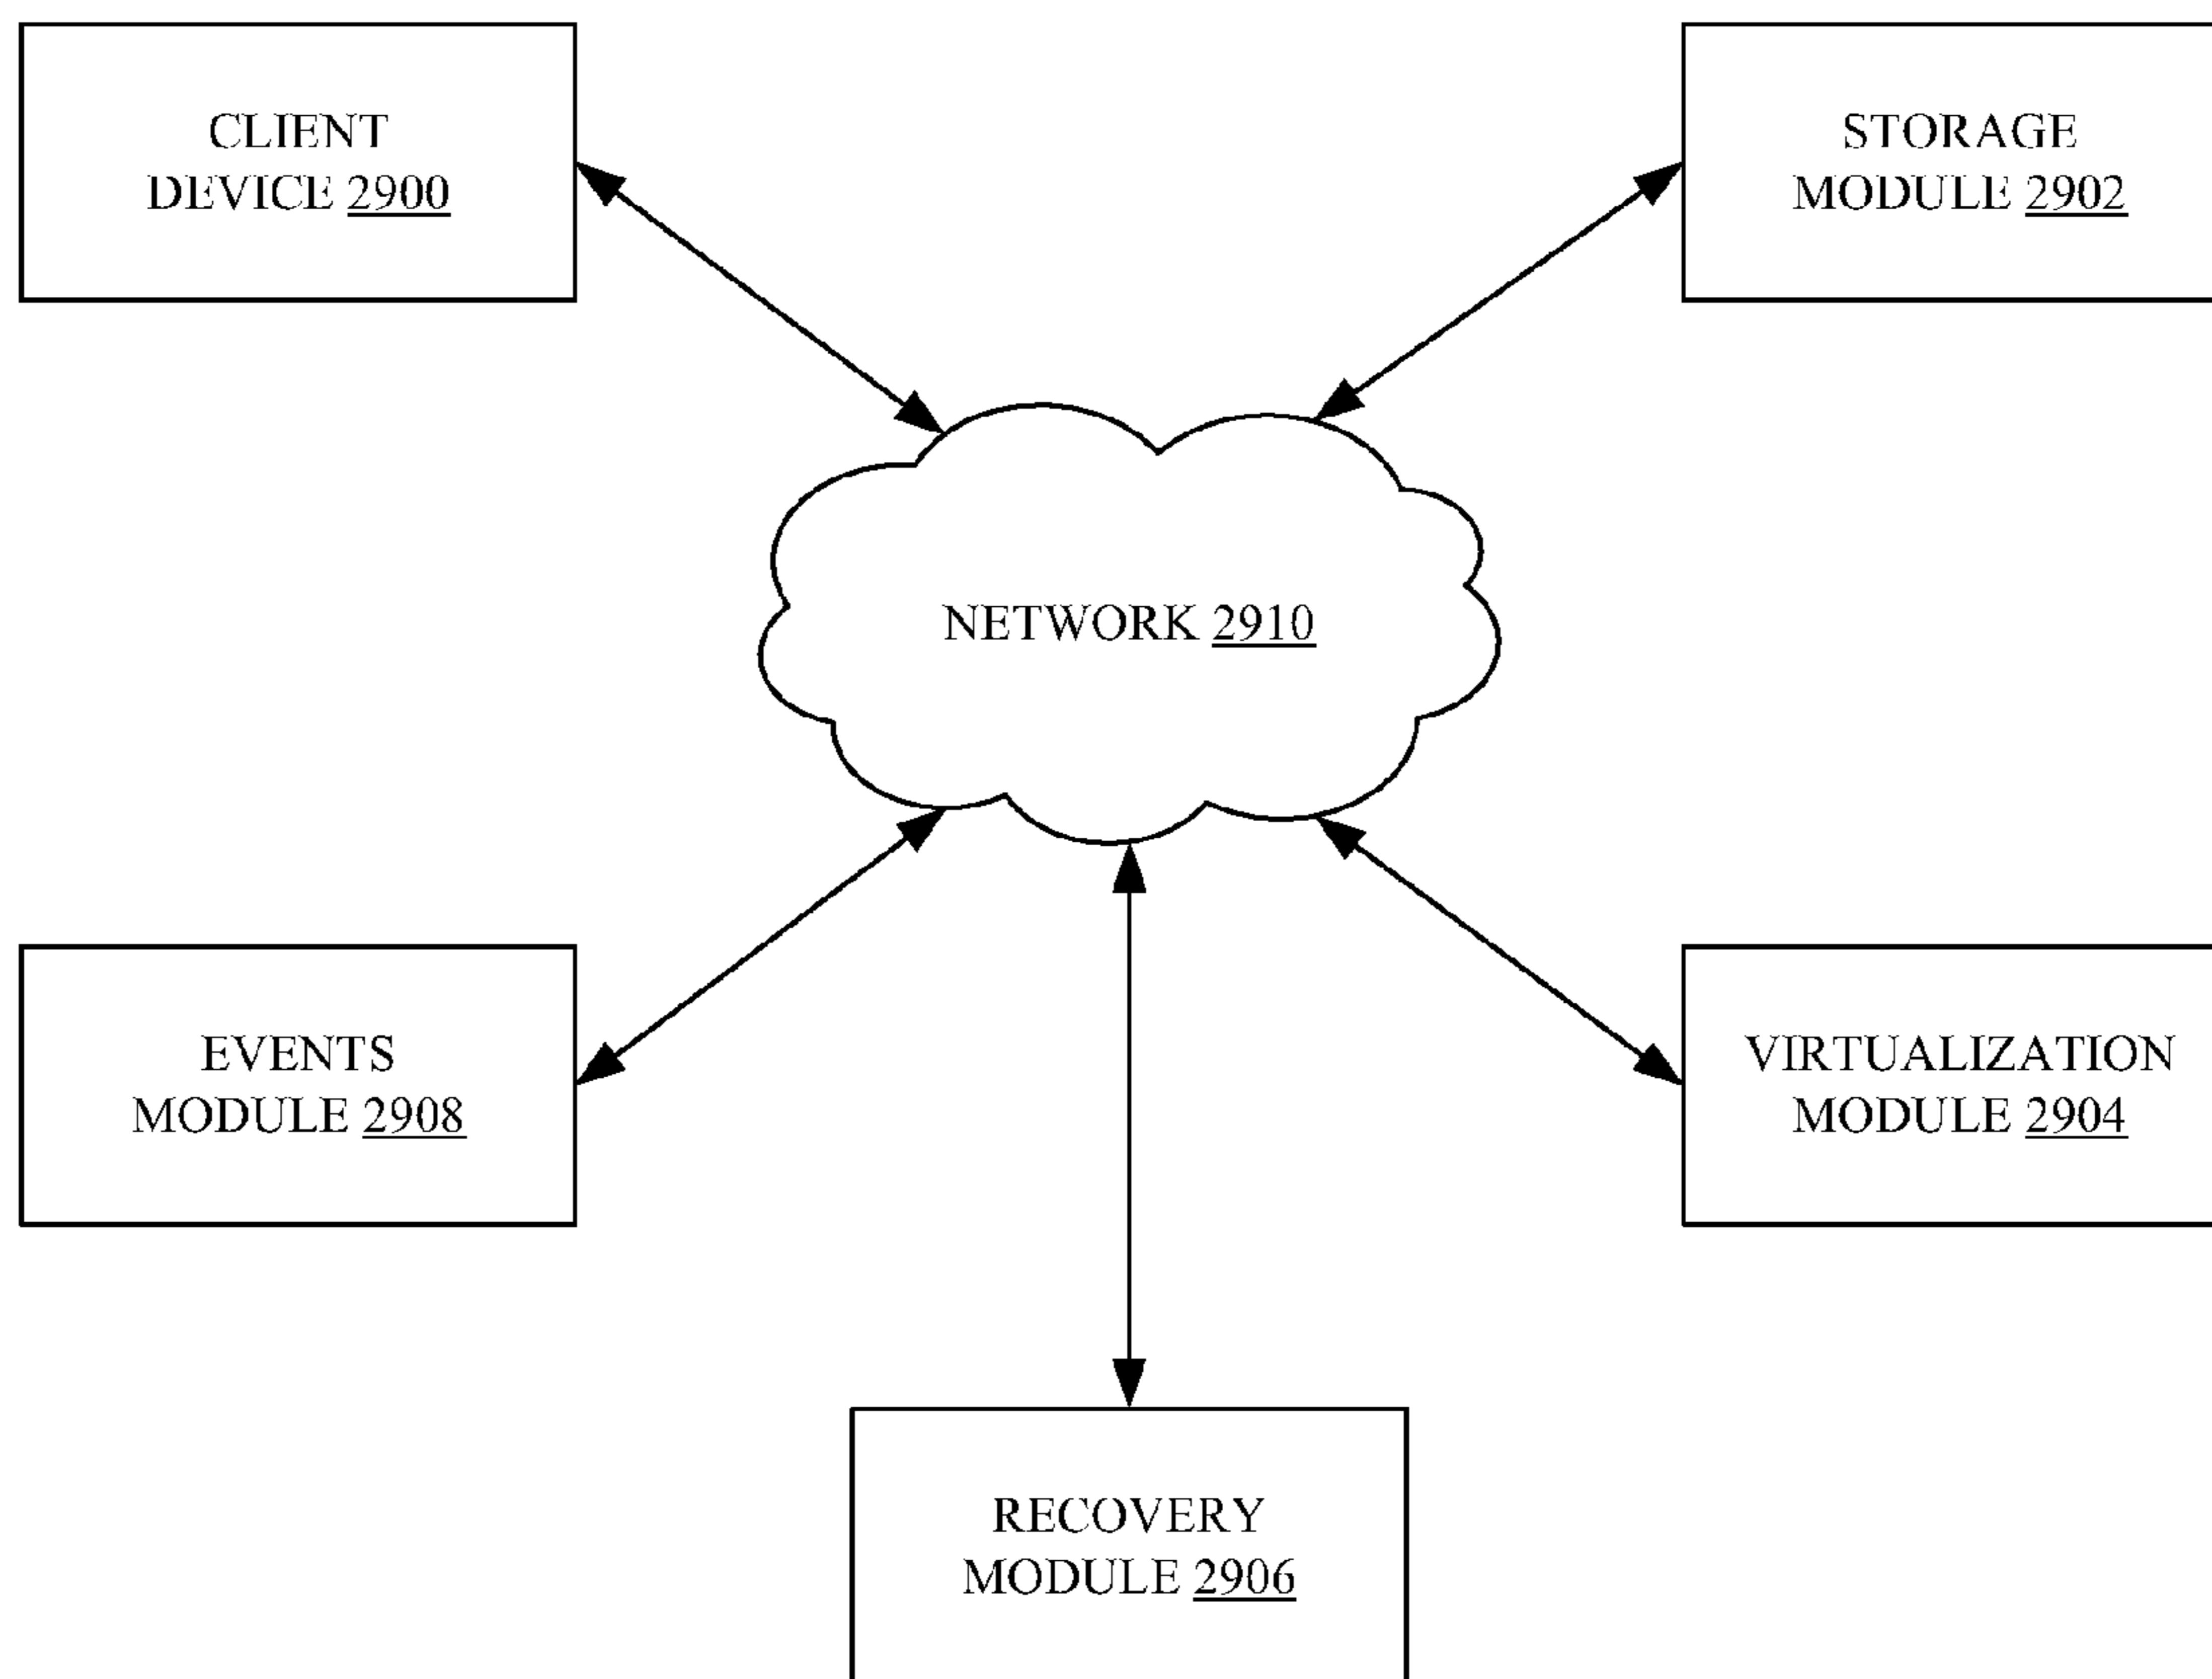 CLIENT
DEVICE 2900
STORAGE
MODULE 2902
NETWORK 2910
EVENTS
MODULE 2908
VIRTUALIZATION
MODULE 2904
RECOVERY
MODULE 2906